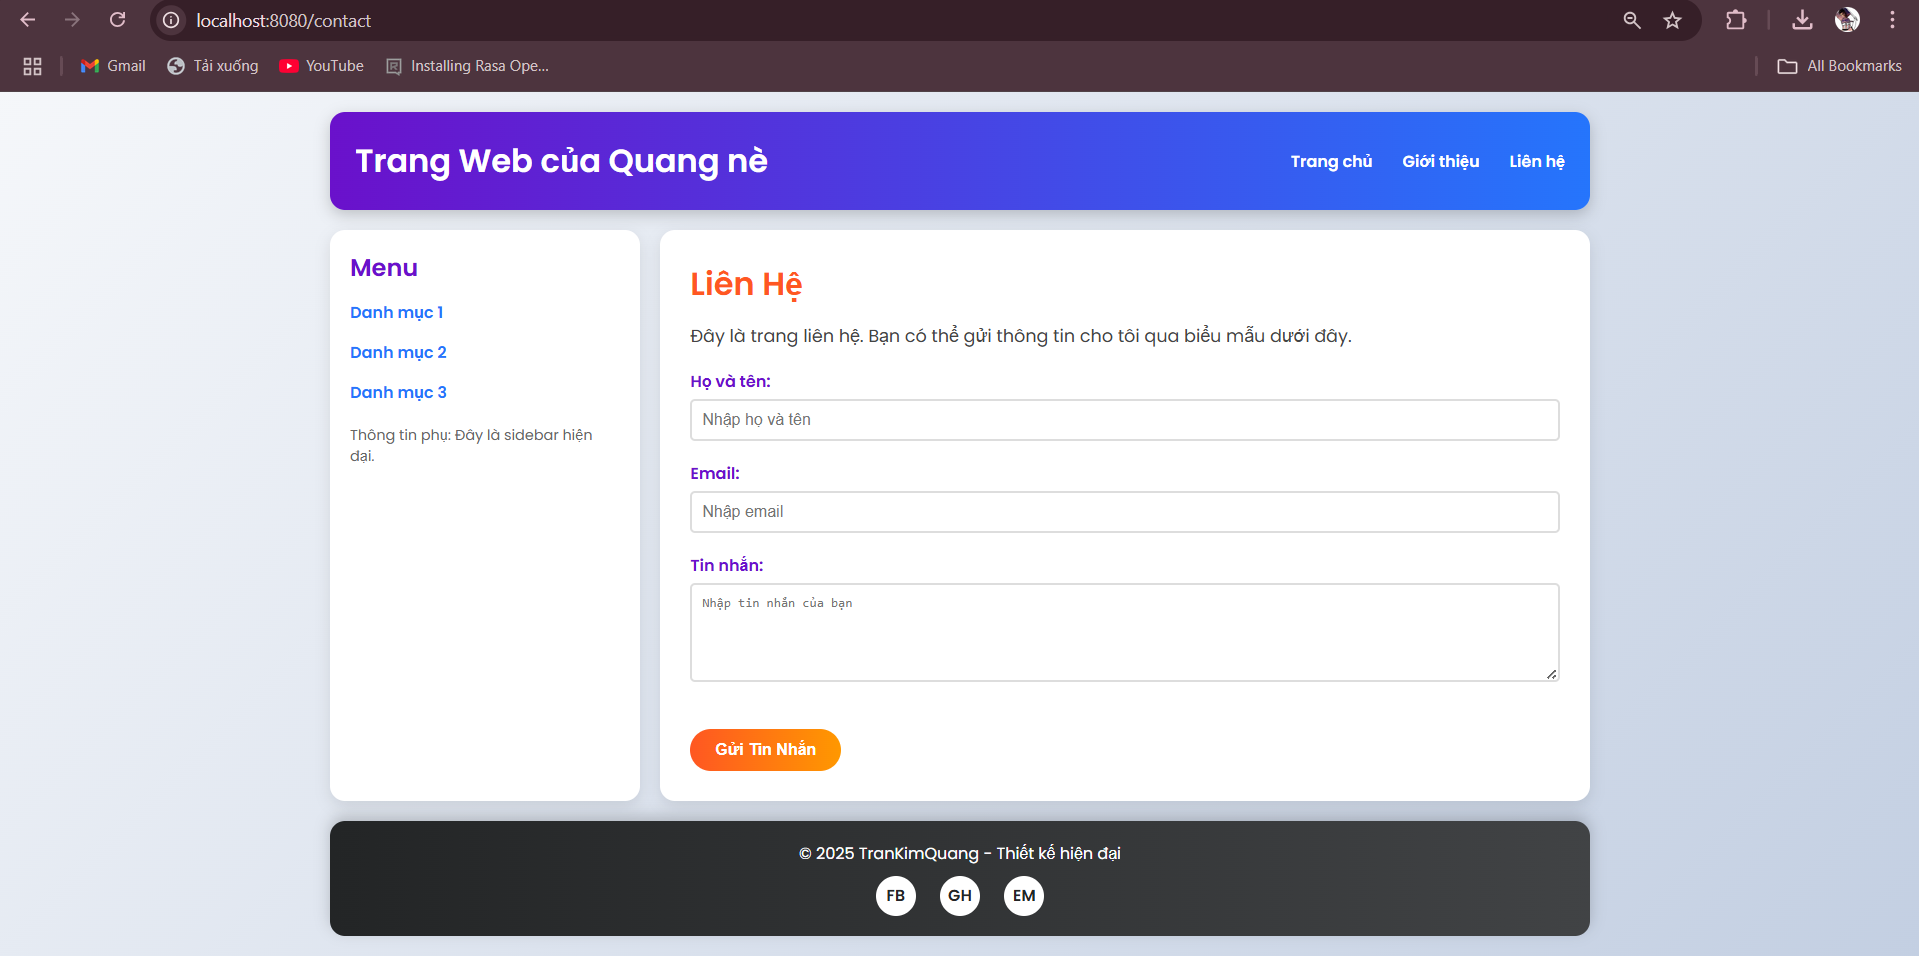 localhost:8080/contact
Gmail
Tải xuống
YouTube
Installing Rasa Ope...
All Bookmarks
Trang Web của Quang nè
Trang chủ
Giới thiệu
Liên hệ
Menu
Danh mục 1
Danh mục 2
Danh mục 3
Thông tin phụ: Đây là sidebar hiện
đại.
Liên Hệ
Đây là trang liên hệ. Bạn có thể gửi thông tin cho tôi qua biểu mẫu dưới đây.
Họ và tên:
Nhập họ và tên
Email:
Nhập email
Tin nhắn:
Nhập tin nhắn của bạn
Gửi Tin Nhắn
© 2025 TranKimQuang - Thiết kế hiện đại
FB
GH
EM